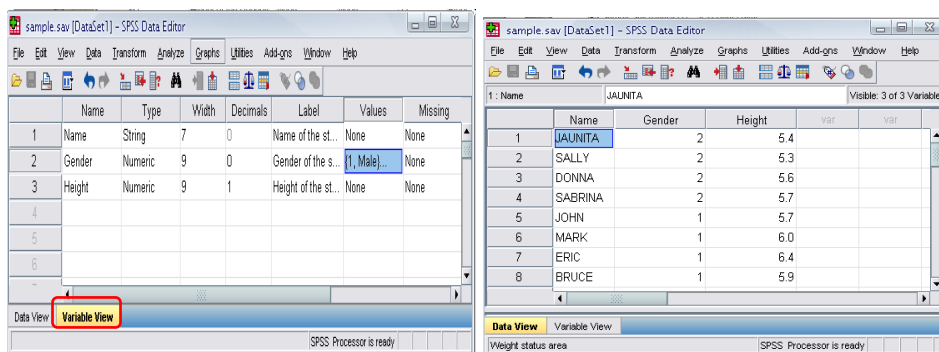 sample.sav [DataSet1] - SPSS Data Editor
File Edit View Data Transform Analyze Graphs Utilities Add-ons Window Help
Name Type Width Decimals Label Values Missing
1 Name String 7 0 Name of the st... None None
2 Gender Numeric 9 0 Gender of the s... {1, Male}... None
3 Height Numeric 9 1 Height of the st... None None
4
5
6
Data View Variable View
SPSS Processor is ready
sample.sav [DataSet1] - SPSS Data Editor
File Edit View Data Transform Analyze Graphs Utilities Add-ons Window Help
1 : Name JAUNITA Visible: 3 of 3 Variable
Name Gender Height var var
1 JAUNITA 2 5.4
2 SALLY 2 5.3
3 DONNA 2 5.6
4 SABRINA 2 5.7
5 JOHN 1 5.7
6 MARK 1 6.0
7 ERIC 1 6.4
8 BRUCE 1 5.9
Data View Variable View
Weight status area SPSS Processor is ready